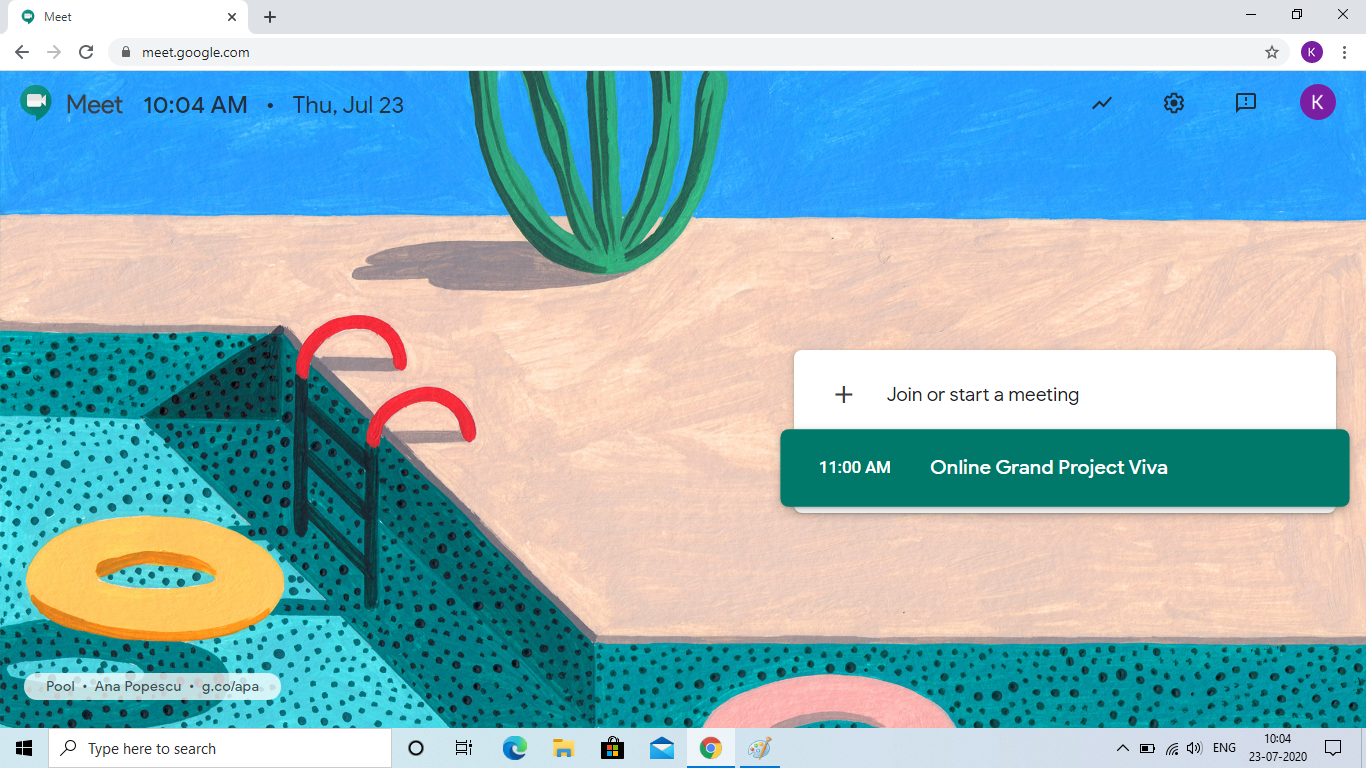 Meet
meet.google.com
K
Meet 10:04 AM • Thu, Jul 23
K
Join or start a meeting
11:00 AM Online Grand Project Viva
Pool • Ana Popescu • g.co/apa
Type here to search
ENG
10:04
23-07-2020